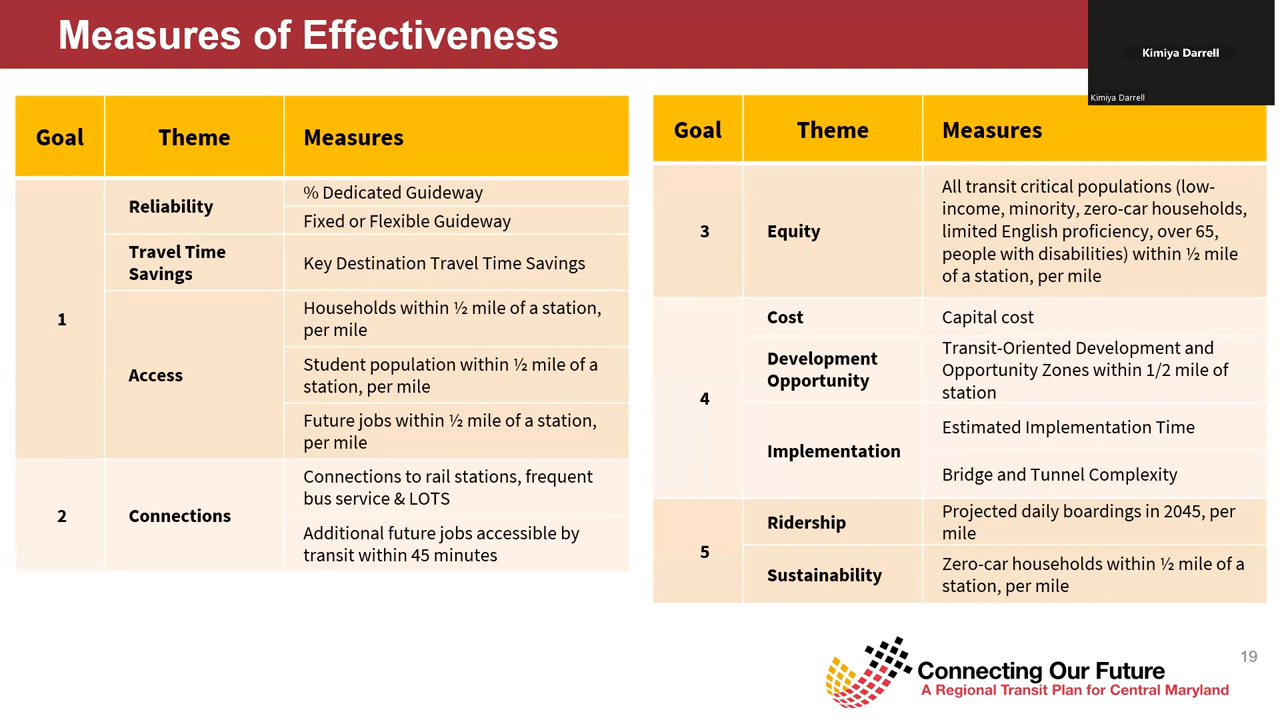 Measures of Effectiveness
Kimiya Darrell
Kimiya Darrell
Goal Theme Measures
1
Reliability
% Dedicated Guideway
Fixed or Flexible Guideway
Travel Time
Savings
Key Destination Travel Time Savings
Access
Households within ½ mile of a station,
per mile
Student population within ½ mile of a
station, per mile
Future jobs within ½ mile of a station,
per mile
2
Connections
Connections to rail stations, frequent
bus service & LOTS
Additional future jobs accessible by
transit within 45 minutes
Goal Theme Measures
3
Equity
All transit critical populations (low-
income, minority, zero-car households,
limited English proficiency, over 65,
people with disabilities) within ½ mile
of a station, per mile
4
Cost
Capital cost
Development
Opportunity
Transit-Oriented Development and
Opportunity Zones within 1/2 mile of
station
Implementation
Estimated Implementation Time
Bridge and Tunnel Complexity
5
Ridership
Projected daily boardings in 2045, per
mile
Sustainability
Zero-car households within ½ mile of a
station, per mile
Connecting Our Future
A Regional Transit Plan for Central Maryland
19